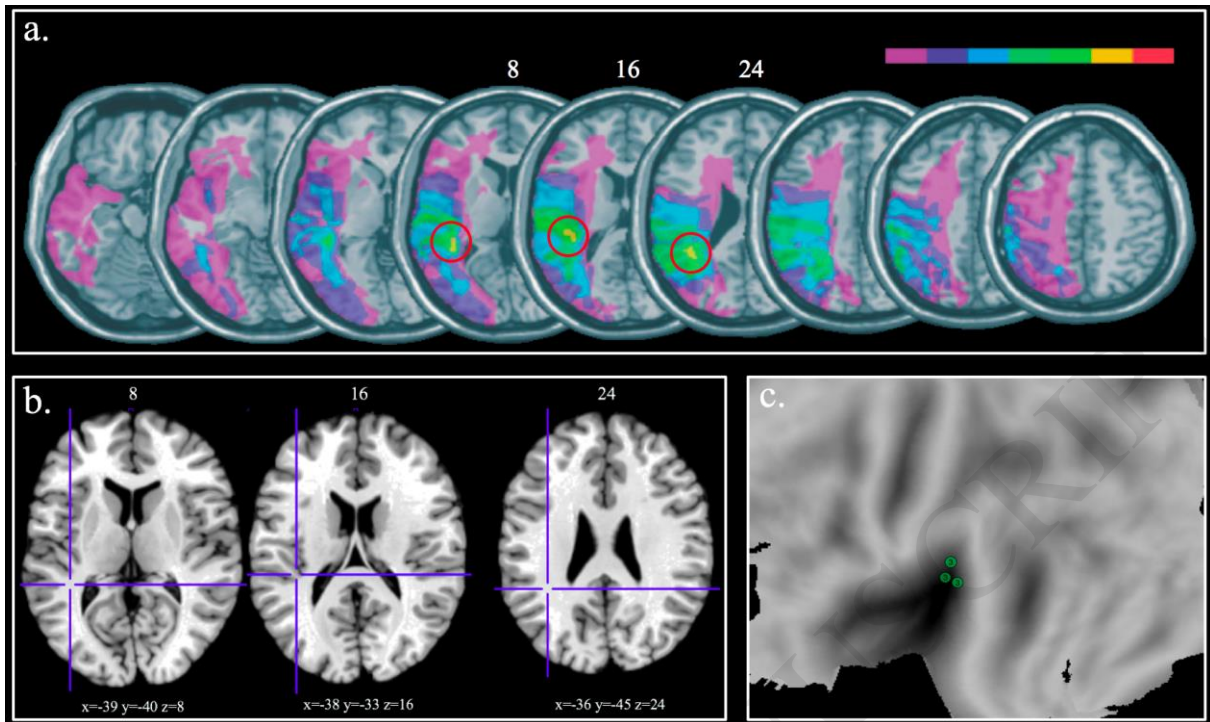 a.
8 16 24
b.
8 16 24
x=-39 y=-40 z=8 x=-38 y=-33 z=16 x=-36 y=-45 z=24
c.